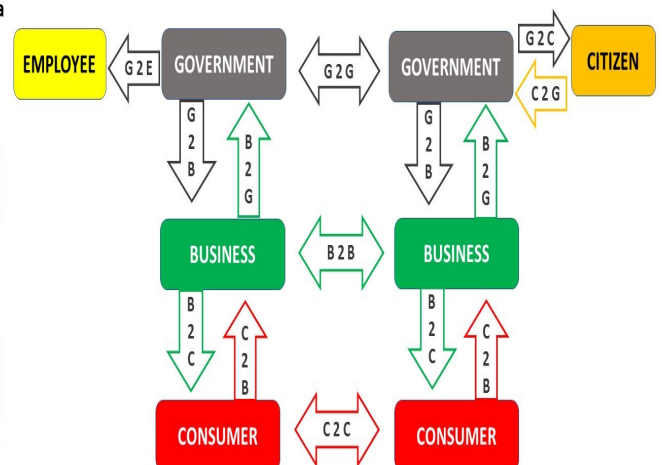 a
EMPLOYEE
G 2 E
GOVERNMENT
G 2 G
GOVERNMENT
G 2 C
C 2 G
CITIZEN
G
2
B
B
2
G
G
2
B
B
2
G
BUSINESS
B 2 B
BUSINESS
B
2
C
C
2
B
B
2
C
C
2
B
CONSUMER
C 2 C
CONSUMER